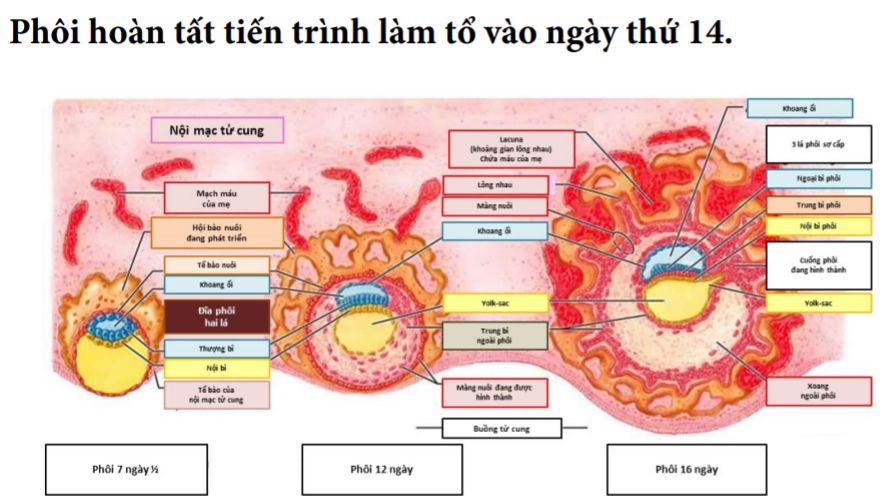 Phôi hoàn tất tiến trình làm tổ vào ngày thứ 14.
Nội mạc tử cung
Mạch máu
của mẹ
Hội bào nuôi
đang phát triển
Tế bào nuôi
Khoang ối
Đĩa phôi
hai lá
Thượng bì
Nội bì
Tế bào của
nội mạc tử cung
Lacuna
(khoảng gian lông nhau)
Chứa máu của mẹ
Lông nhau
Màng nuôi
Khoang ối
Yolk-sac
Trung bì
ngoài phôi
Màng nuôi đang được
hình thành
Buồng tử cung
Khoang ối
3 lá phôi sơ cấp
Ngoại bì phôi
Trung bì phôi
Nội bì phôi
Cuống phôi
đang hình thành
Yolk-sac
Xoang
ngoài phôi
Phôi 7 ngày ½
Phôi 12 ngày
Phôi 16 ngày